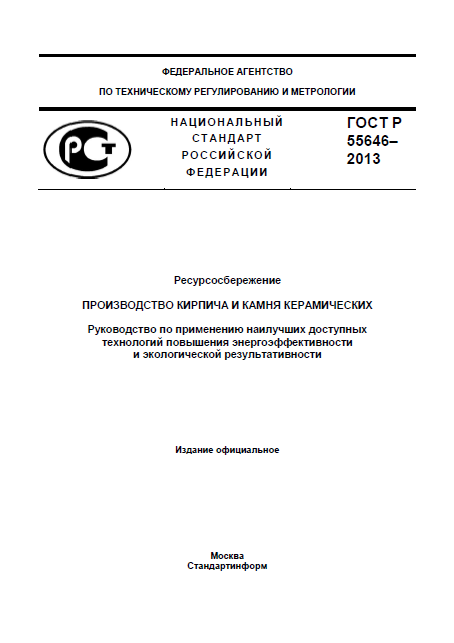 ФЕДЕРАЛЬНОЕ АГЕНТСТВО
ПО ТЕХНИЧЕСКОМУ РЕГУЛИРОВАНИЮ И МЕТРОЛОГИИ
РСТ
НАЦИОНАЛЬНЫЙ
СТАНДАРТ
РОССИЙСКОЙ
ФЕДЕРАЦИИ
ГОСТ Р
55646–
2013
Ресурсосбережение
ПРОИЗВОДСТВО КИРПИЧА И КАМНЯ КЕРАМИЧЕСКИХ
Руководство по применению наилучших доступных
технологий повышения энергоэффективности
и экологической результативности
Издание официальное
Москва
Стандартинформ